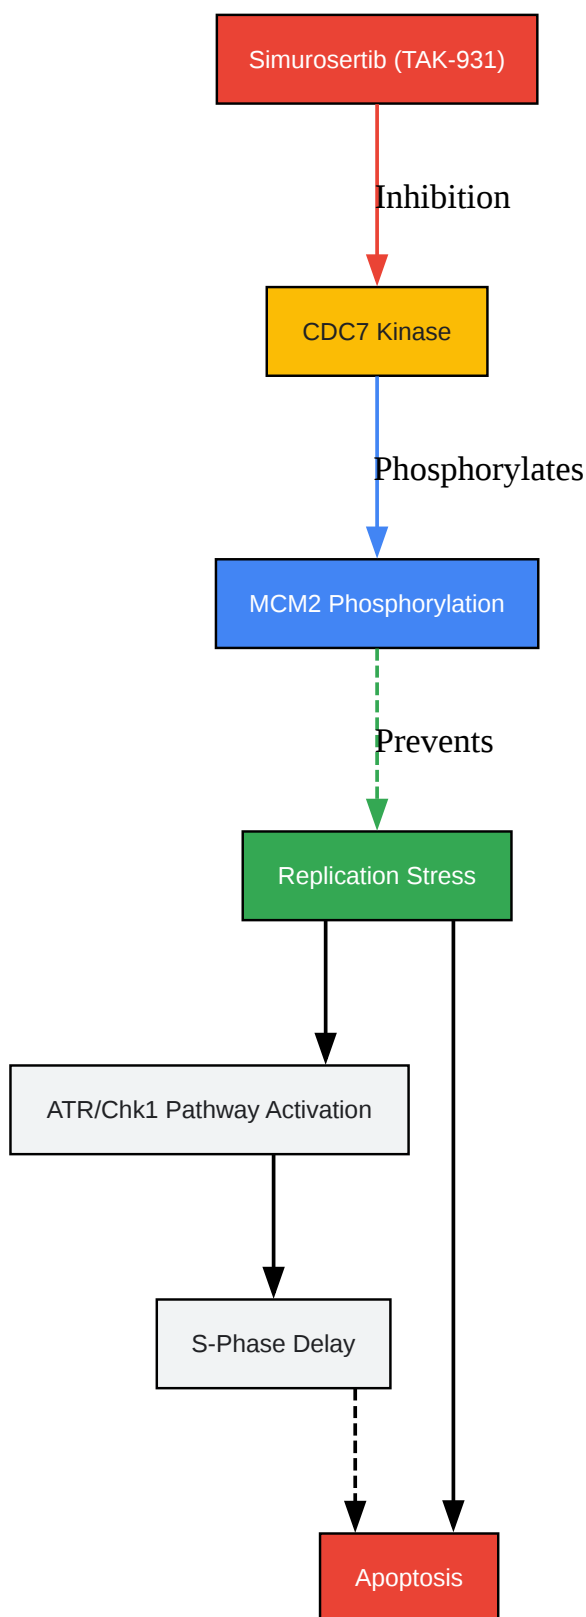 Simurosertib (TAK-931)
Inhibition
CDC7 Kinase
Phosphorylates
MCM2 Phosphorylation
Prevents
Replication Stress
ATR/Chk1 Pathway Activation
S-Phase Delay
Apoptosis